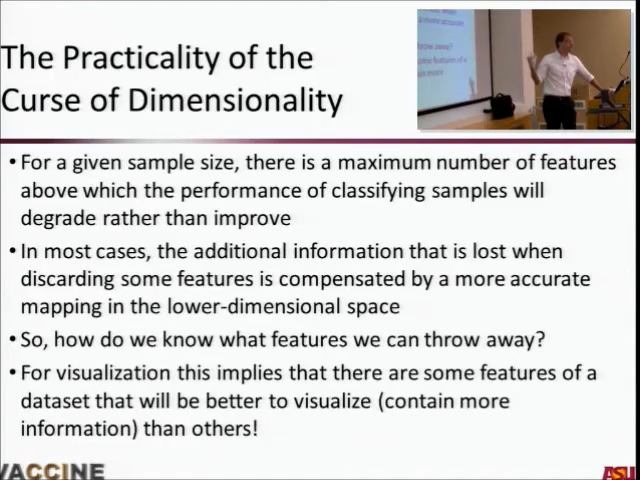 The Practicality of the
Curse of Dimensionality
• For a given sample size, there is a maximum number of features
above which the performance of classifying samples will
degrade rather than improve
• In most cases, the additional information that is lost when
discarding some features is compensated by a more accurate
mapping in the lower-dimensional space
• So, how do we know what features we can throw away?
• For visualization this implies that there are some features of a
dataset that will be better to visualize (contain more
information) than others!
VACCINE
ASU